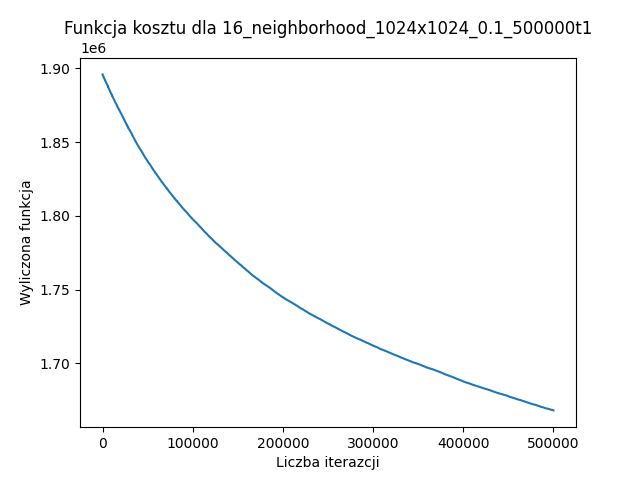 Funkcja kosztu dla 16_neighborhood_1024x1024_0.1_500000t1
1e6
1.90
1.85
1.80
1.75
1.70
Wyliczona funkcja
0 100000 200000 300000 400000 500000
Liczba iterazcji